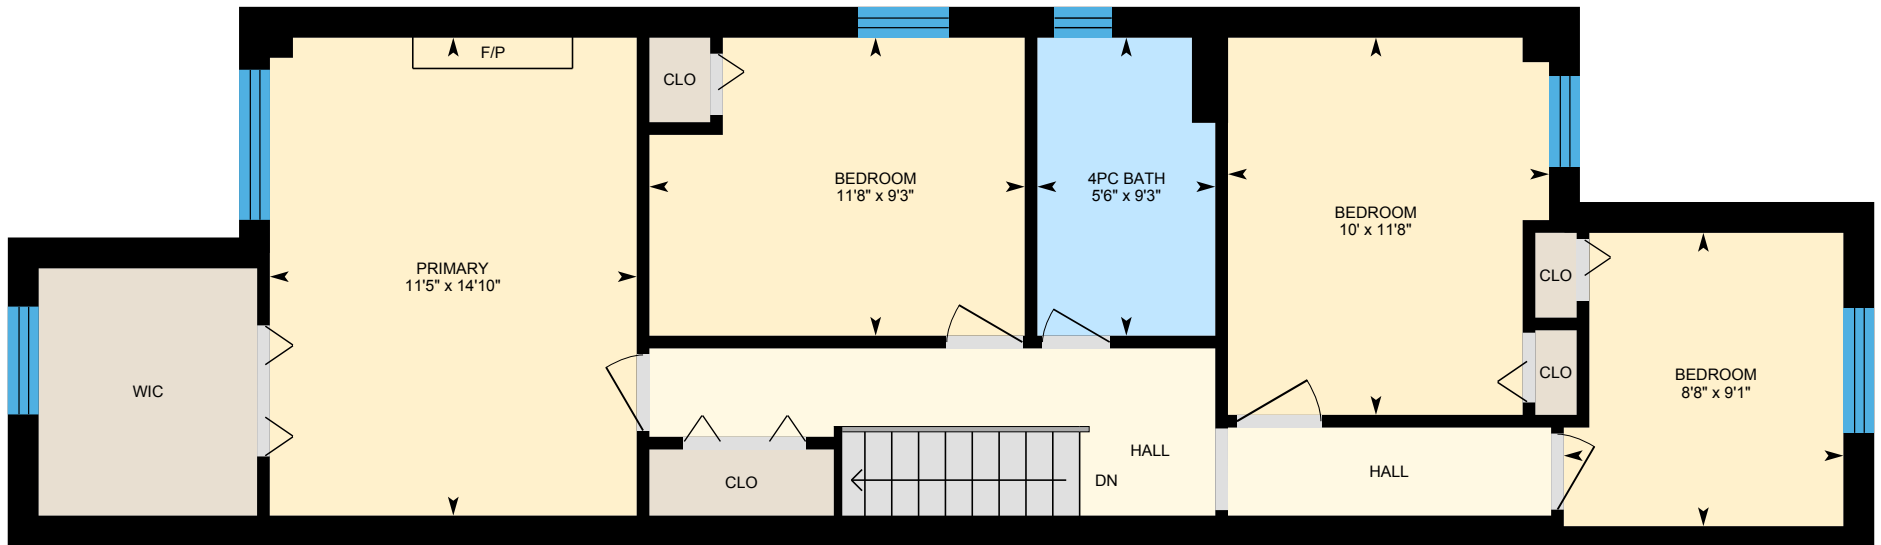 F/P
CLO
BEDROOM
11'8" x 9'3"
4PC BATH
5'6" x 9'3"
BEDROOM
10' x 11'8"
PRIMARY
11'5" x 14'10"
CLO
WIC
CLO
BEDROOM
8'8" x 9'1"
HALL
HALL
CLO
DN